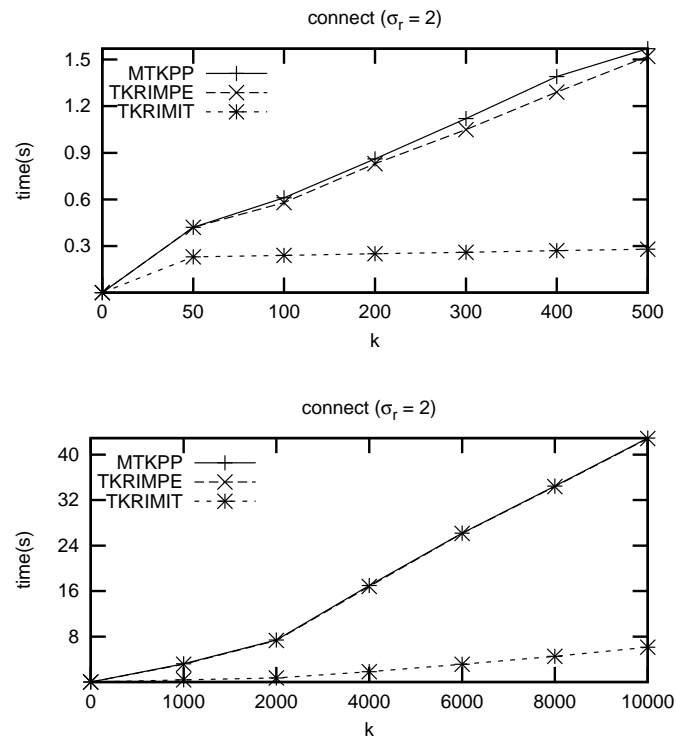 connect (σr = 2)
1.5
1.2
0.9
0.6
0.3
time(s)
MTKPP
TKRIMPE
TKRIMIT
0 50 100 200 300 400 500
k
connect (σr = 2)
40
32
24
16
8
time(s)
MTKPP
TKRIMPE
TKRIMIT
0 1000 2000 4000 6000 8000 10000
k